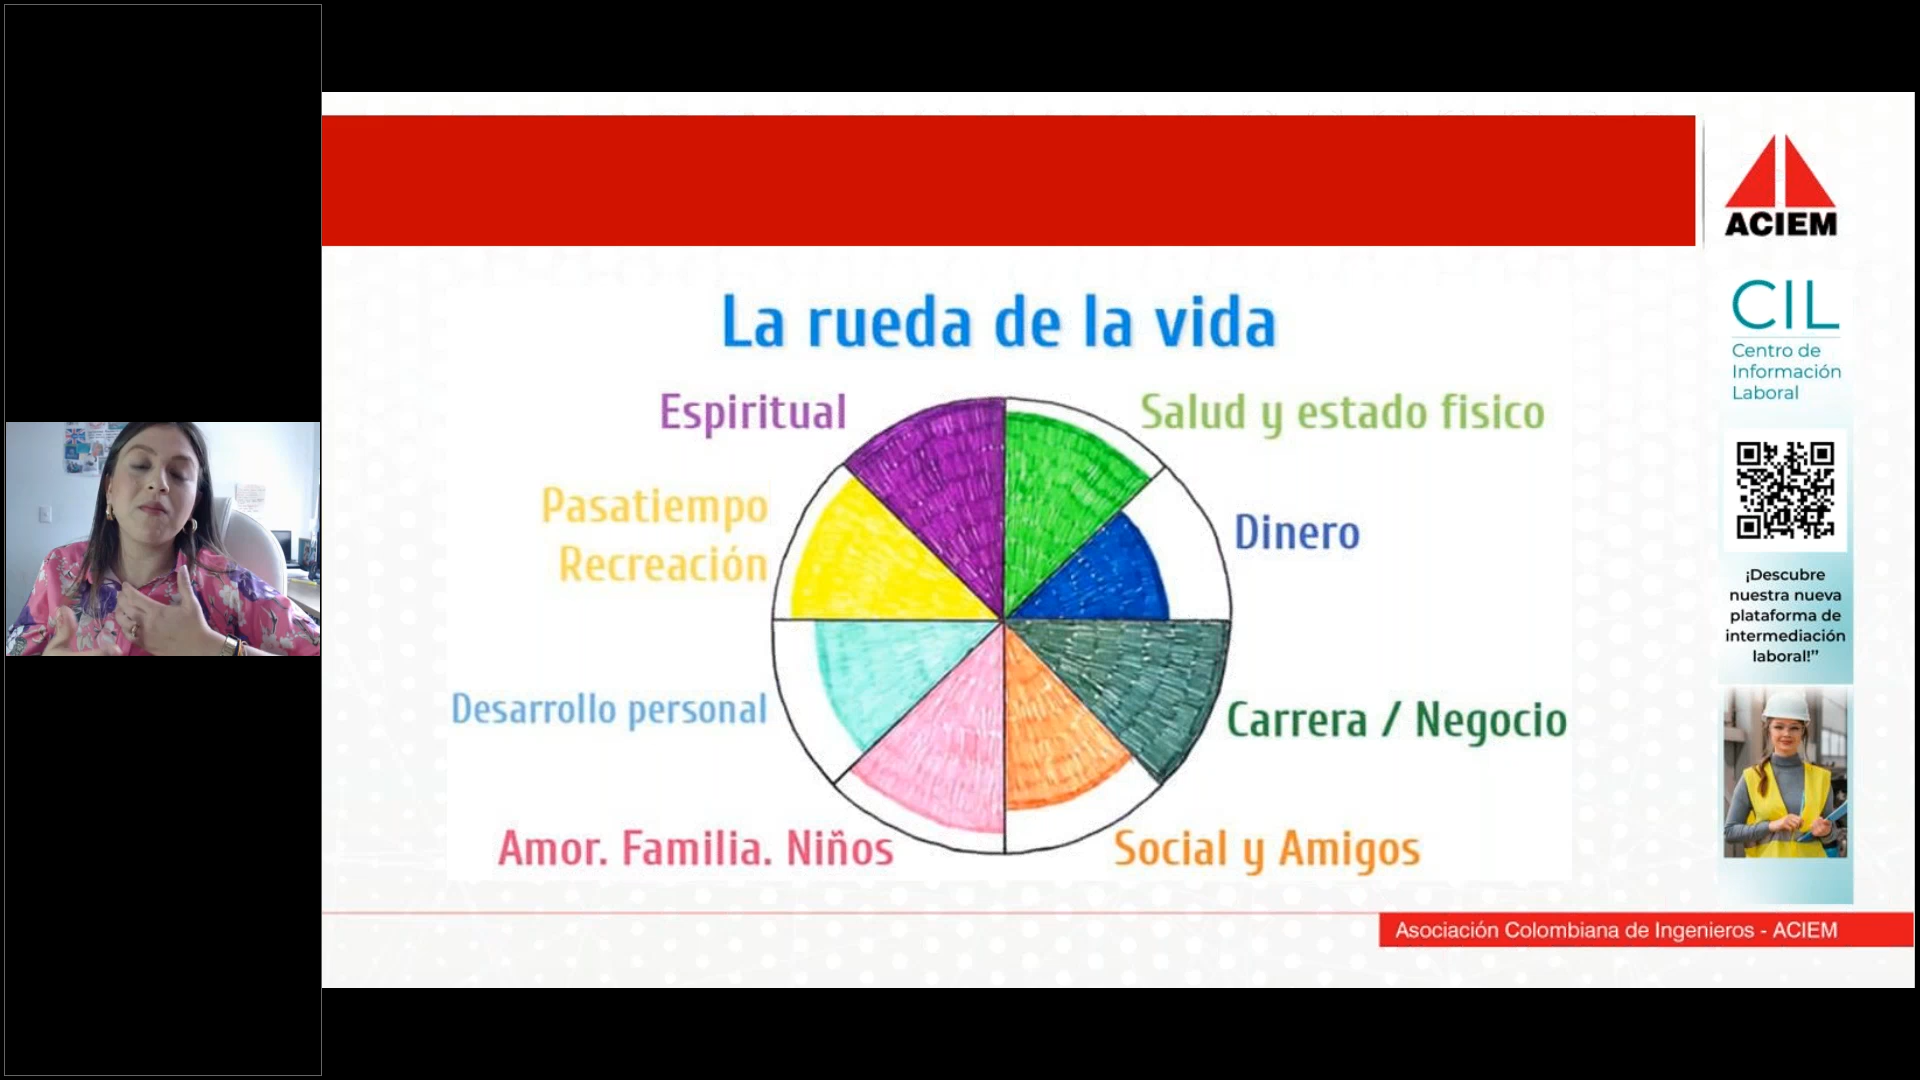 ACIEM
La rueda de la vida
Espiritual
Salud y estado fisico
Pasatiempo
Recreación
Dinero
Desarrollo personal
Carrera / Negocio
Amor. Familia. Niños
Social y Amigos
CIL
Centro de
Información
Laboral
¡Descubre
nuestra nueva
plataforma de
intermediación
laboral!”
Asociación Colombiana de Ingenieros - ACIEM